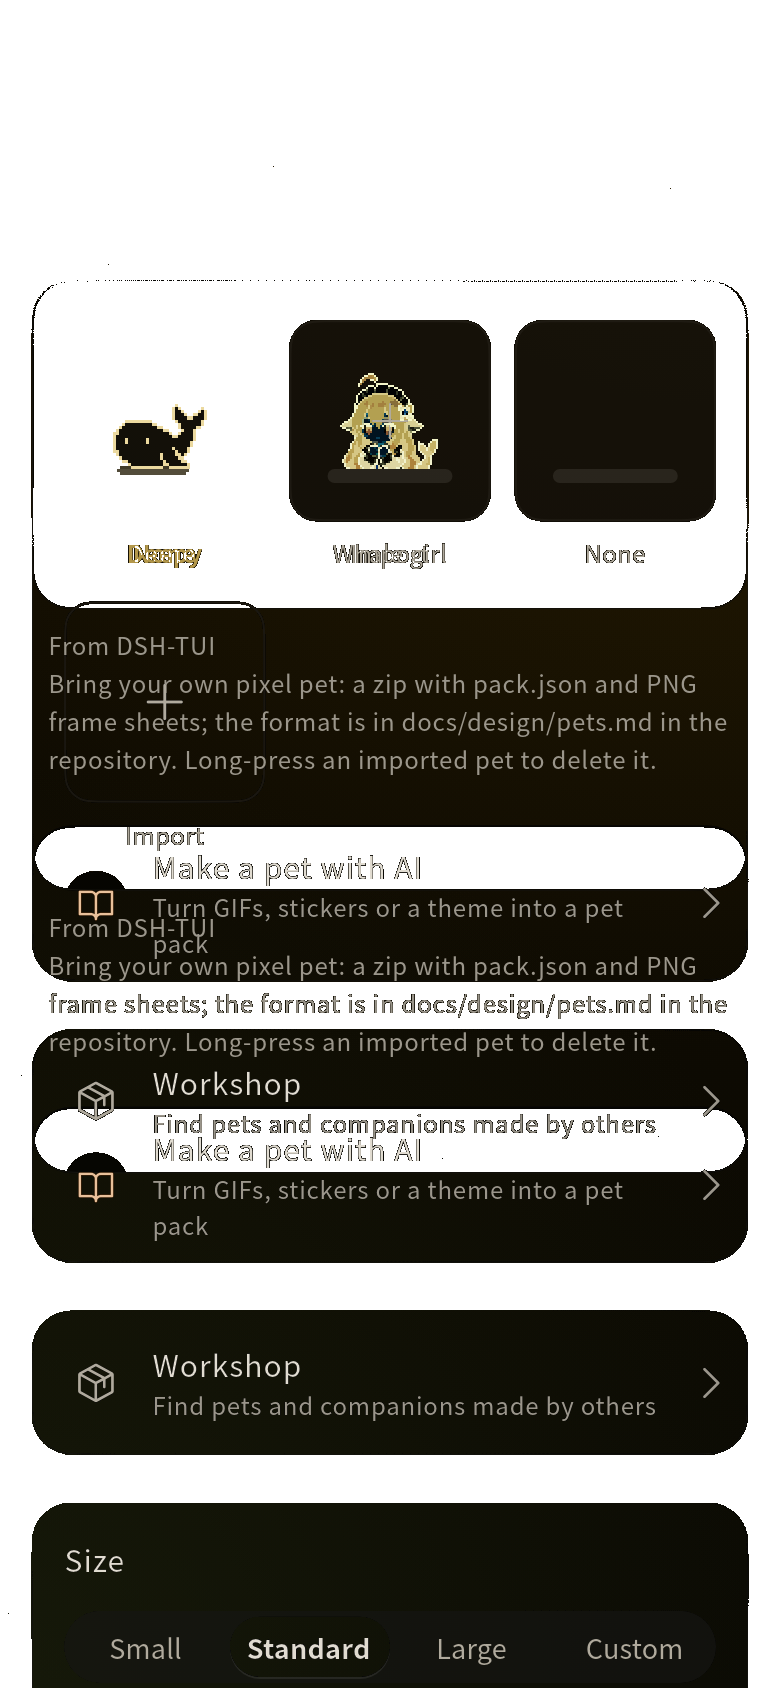 None
From DSH-TUI
Bring your own pixel pet: a zip with pack.json and PNG
frame sheets; the format is in docs/design/pets.md in the
repository. Long-press an imported pet to delete it.
Import
Make a pet with AI
Turn GIFs, stickers or a theme into a pet
pack
From DSH-TUI
Bring your own pixel pet: a zip with pack.json and PNG
frame sheets; the format is in docs/design/pets.md in the
repository. Long-press an imported pet to delete it.
Workshop
Find pets and companions made by others
Make a pet with AI
Turn GIFs, stickers or a theme into a pet
pack
Workshop
Find pets and companions made by others
Size
Small Standard Large Custom